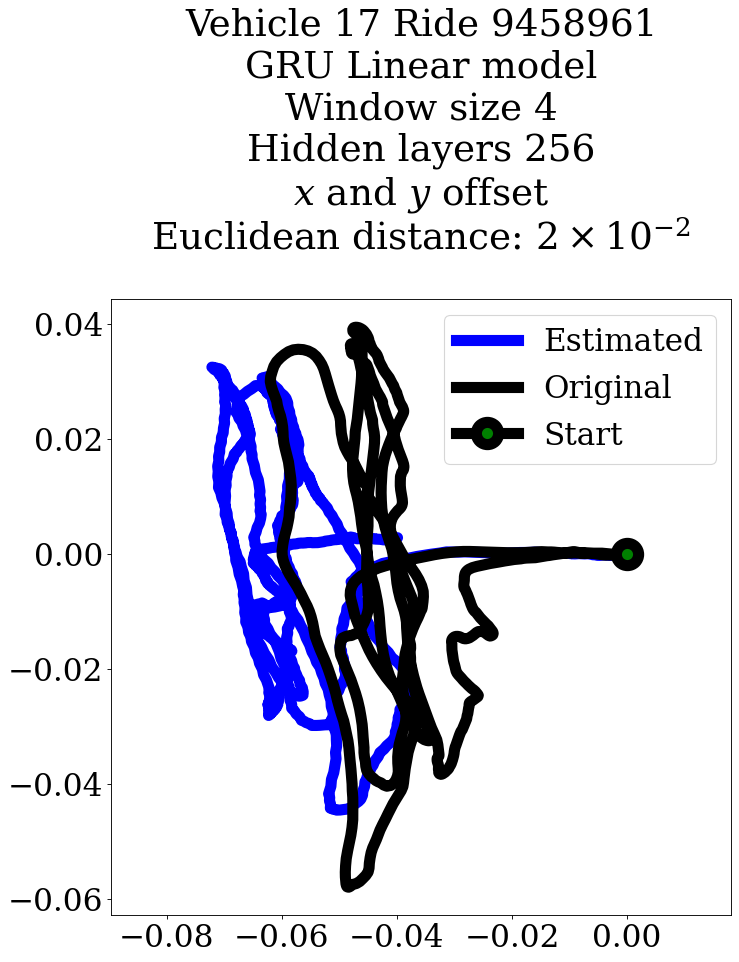 Vehicle 17 Ride 9458961
GRU Linear model
Window size 4
Hidden layers 256
x and y offset
Euclidean distance: 2 × 10⁻²
Estimated
Original
Start
0.04
0.02
0.00
−0.02
−0.04
−0.06
−0.08 −0.06 −0.04 −0.02 0.00